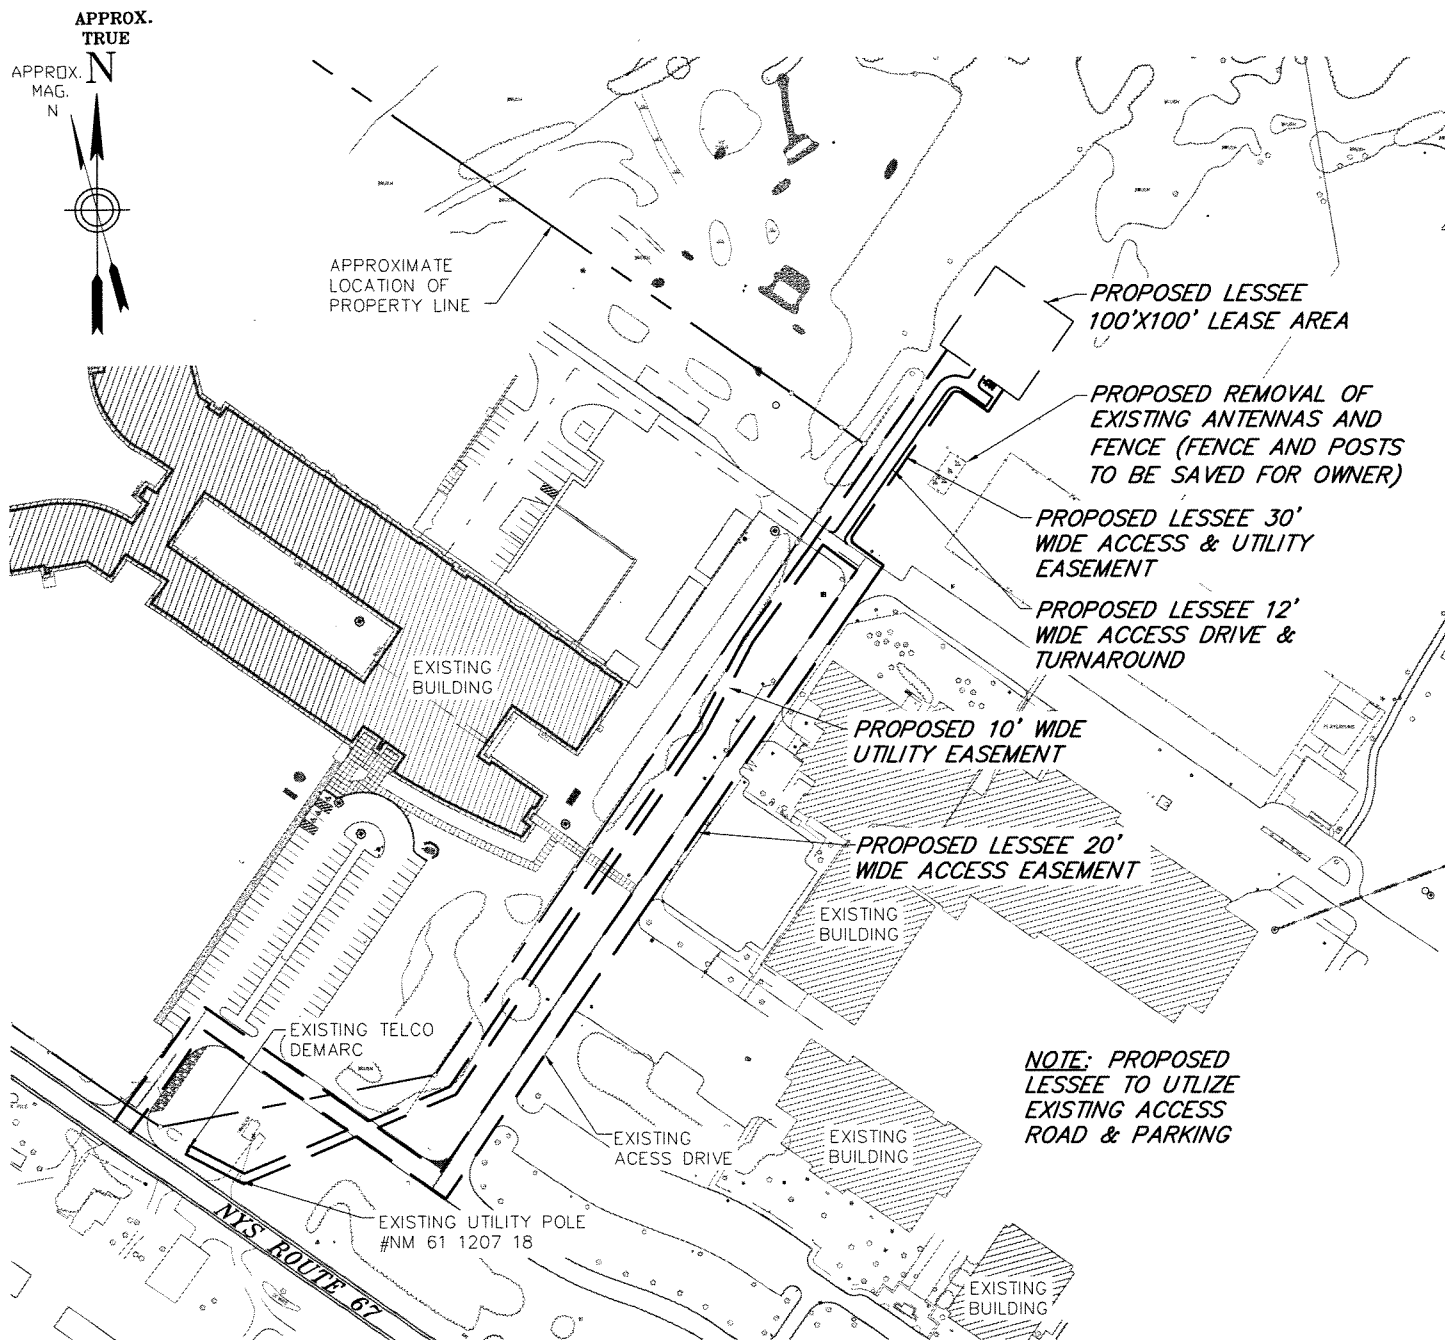 APPROX.
TRUE
N
APPROX.
MAG.
N
APPROXIMATE
LOCATION OF
PROPERTY LINE
PROPOSED LESSEE
100'X100' LEASE AREA
PROPOSED REMOVAL OF
EXISTING ANTENNAS AND
FENCE (FENCE AND POSTS
TO BE SAVED FOR OWNER)
PROPOSED LESSEE 30'
WIDE ACCESS & UTILITY
EASEMENT
PROPOSED LESSEE 12'
WIDE ACCESS DRIVE &
TURNAROUND
EXISTING
BUILDING
PROPOSED 10' WIDE
UTILITY EASEMENT
PLAYGROUND
PROPOSED LESSEE 20'
WIDE ACCESS EASEMENT
EXISTING
BUILDING
EXISTING TELCO
DEMARC
NOTE: PROPOSED
LESSEE TO UTLIZE
EXISTING ACCESS
ROAD & PARKING
EXISTING
ACESS DRIVE
EXISTING
BUILDING
EXISTING UTILITY POLE
#NM 61 1207 18
NYS ROUTE 67
EXISTING
BUILDING